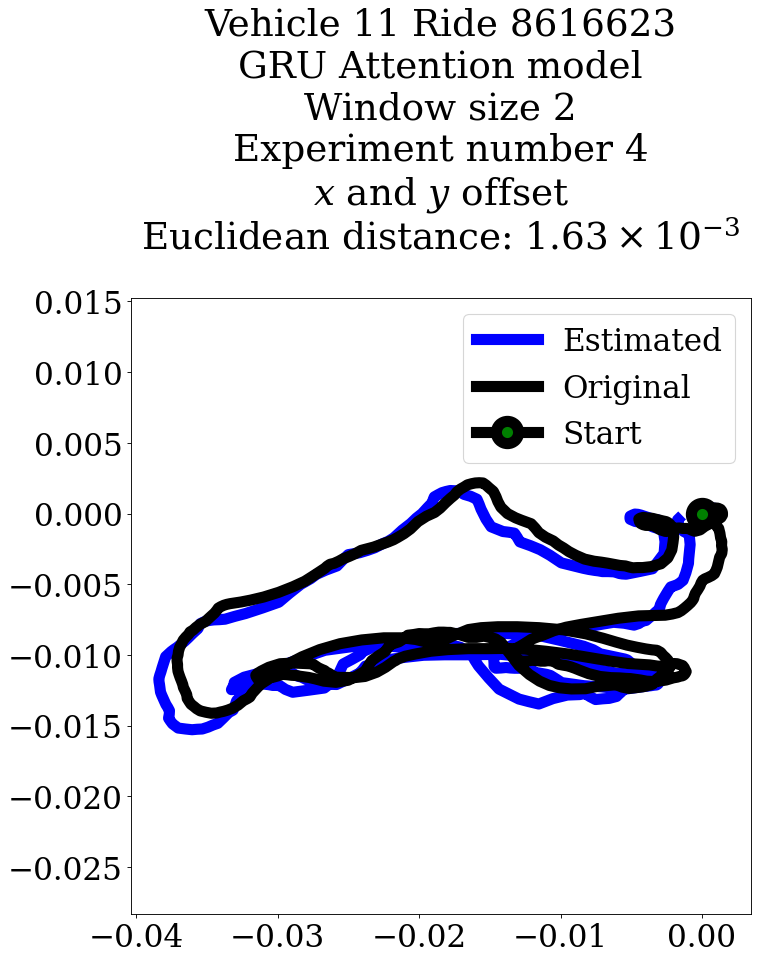 Vehicle 11 Ride 8616623
GRU Attention model
Window size 2
Experiment number 4
x and y offset
Euclidean distance: 1.63 × 10⁻³
0.015
0.010
0.005
0.000
−0.005
−0.010
−0.015
−0.020
−0.025
Estimated
Original
Start
−0.04 −0.03 −0.02 −0.01 0.00